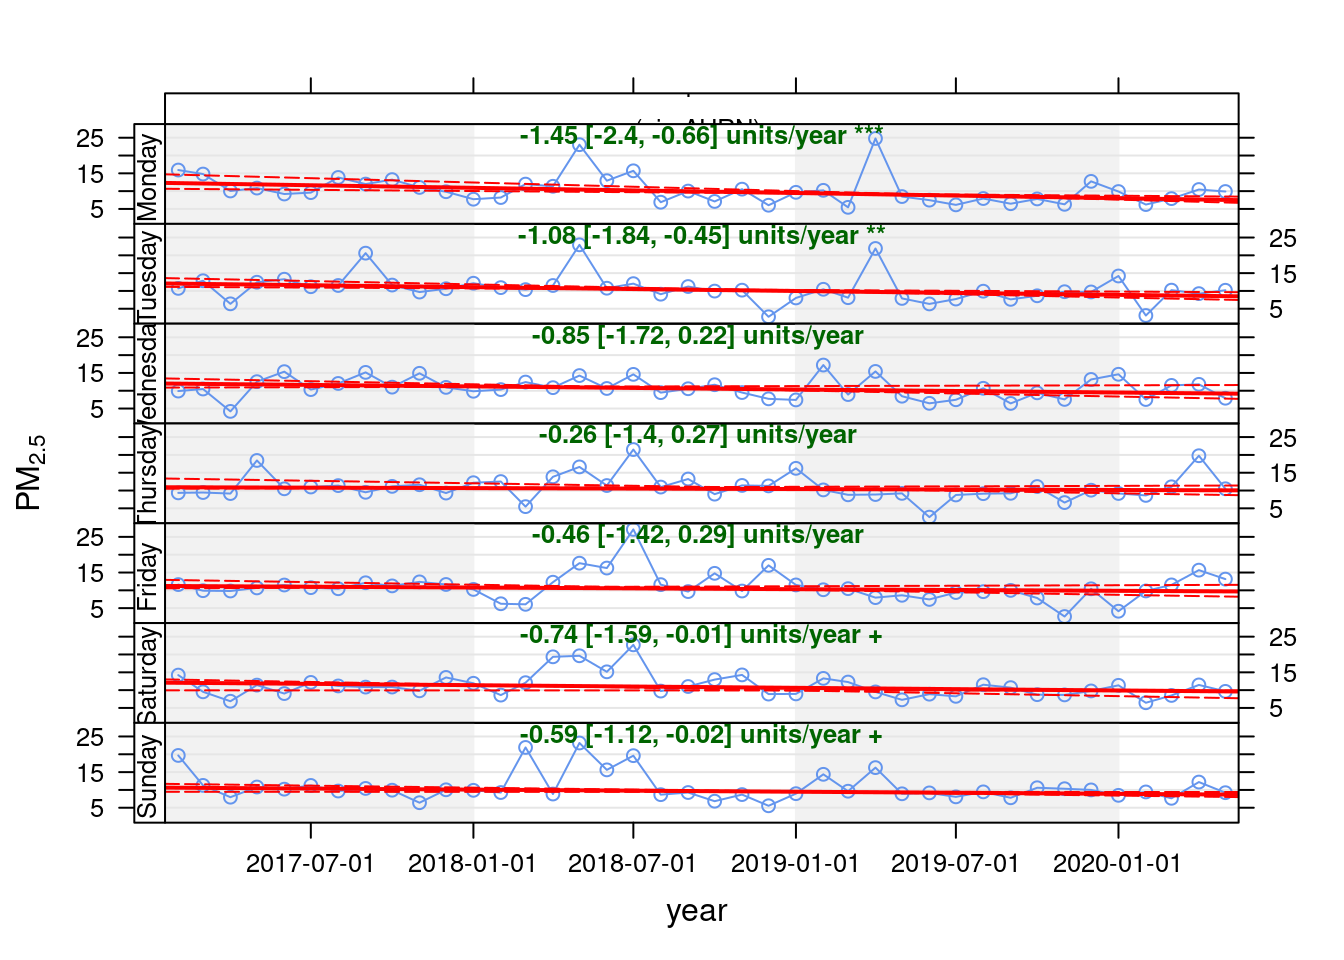 (via AURN)
25
15
5
Monday
-1.45 [-2.4, -0.66] units/year ***
Tuesday
-1.08 [-1.84, -0.45] units/year **
25
15
5
25
15
5
-0.85 [-1.72, 0.22] units/year
Thursday
-0.26 [-1.4, 0.27] units/year
25
15
5
25
15
5
Friday
-0.46 [-1.42, 0.29] units/year
Saturday
-0.74 [-1.59, -0.01] units/year +
25
15
5
25
15
5
Sunday
-0.59 [-1.12, -0.02] units/year +
PM2.5
2017-07-01 2018-01-01 2018-07-01 2019-01-01 2019-07-01 2020-01-01
year